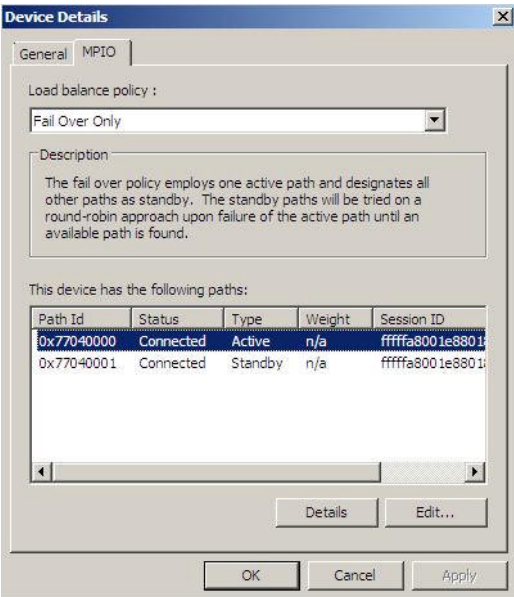 Device Details
General MPIO
Load balance policy :
Fail Over Only
Description
The fail over policy employs one active path and designates all
other paths as standby. The standby paths will be tried on a
round-robin approach upon failure of the active path until an
available path is found.
This device has the following paths:
Path Id Status Type Weight Session ID
0x77040000 Connected Active n/a fffffa8001e88018
0x77040001 Connected Standby n/a fffffa8001e88018
Details Edit...
OK Cancel Apply